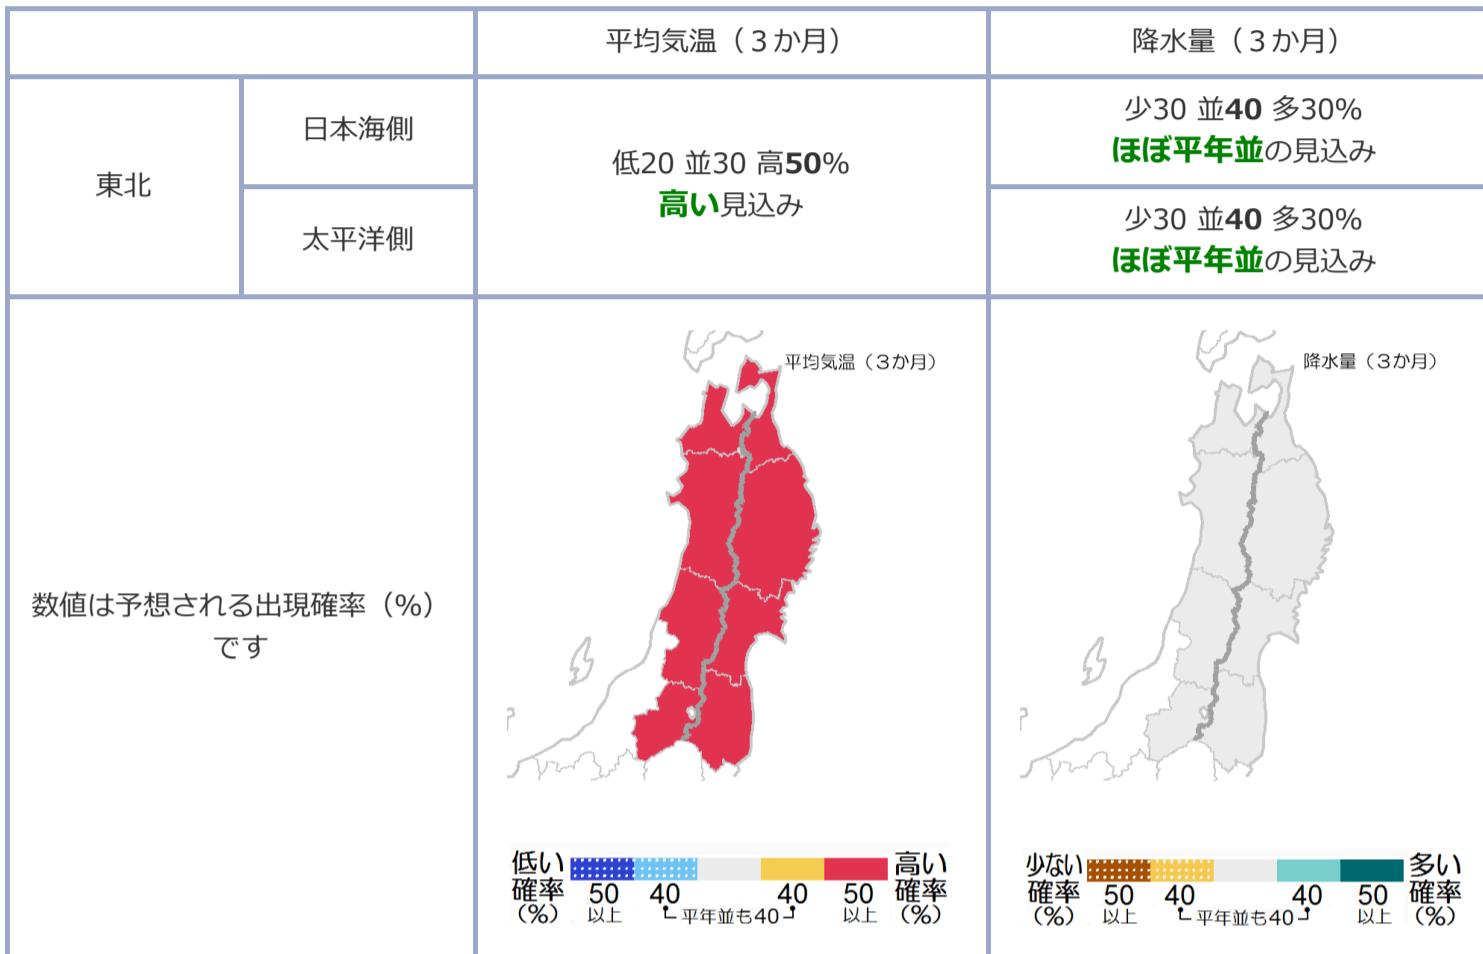 平均気温（３か月）
降水量（３か月）
東北
日本海側
太平洋側
低20 並30 高50%
高い見込み
少30 並40 多30%
ほぼ平年並の見込み
少30 並40 多30%
ほぼ平年並の見込み
数値は予想される出現確率（%）
です
平均気温（３か月）
低い
確率
（%）
50
以上
40
平年並も40
40
50
以上
高い
確率
（%）
降水量（３か月）
少ない
確率
（%）
50
以上
40
平年並も40
40
50
以上
多い
確率
（%）